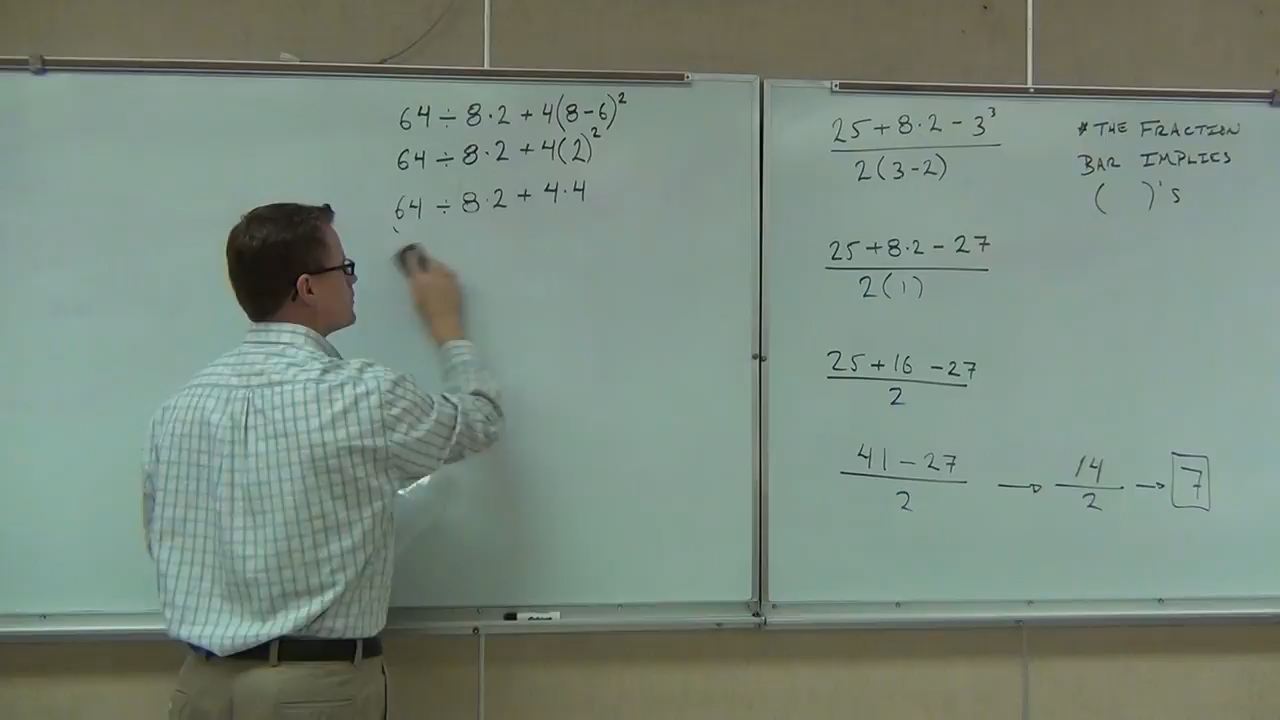 64 ÷ 8·2 + 4(8-6)²
64 ÷ 8·2 + 4(2)²
64 ÷ 8·2 + 4·4
25+8·2-3³
2(3-2)
* THE FRACTION
BAR IMPLIES
( )'s
25+8·2-27
2(1)
25+16-27
2
41-27
2
→ 14
2
→ 7